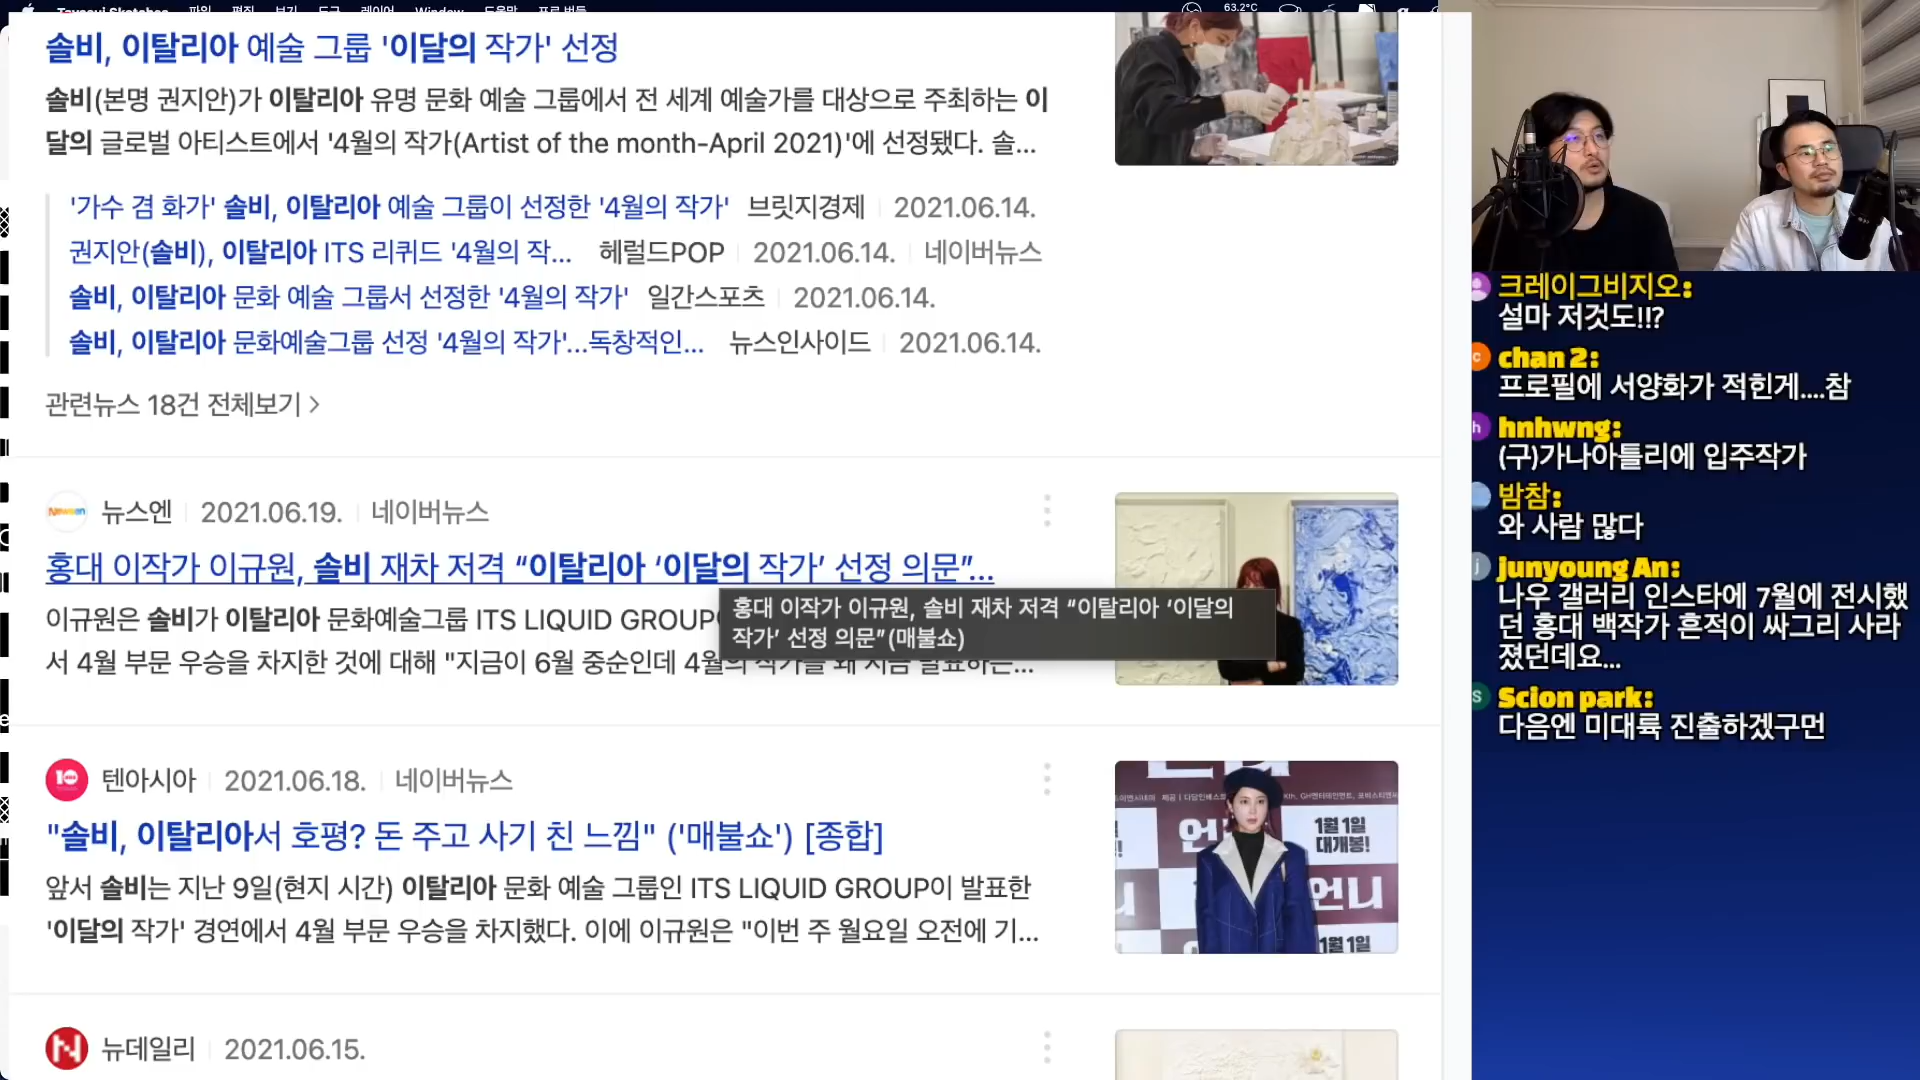 63.2°C
솔비, 이탈리아 예술 그룹 '이달의 작가' 선정
솔비(본명 권지안)가 이탈리아 유명 문화 예술 그룹에서 전 세계 예술가를 대상으로 주최하는 이
달의 글로벌 아티스트에서 '4월의 작가(Artist of the month-April 2021)'에 선정됐다. 솔...
'가수 겸 화가' 솔비, 이탈리아 예술 그룹이 선정한 '4월의 작가' 브릿지경제 2021.06.14.
권지안(솔비), 이탈리아 ITS 리퀴드 '4월의 작... 헤럴드POP 2021.06.14. 네이버뉴스
솔비, 이탈리아 문화 예술 그룹서 선정한 '4월의 작가' 일간스포츠 2021.06.14.
솔비, 이탈리아 문화예술그룹 선정 '4월의 작가'...독창적인... 뉴스인사이드 2021.06.14.
관련뉴스 18건 전체보기
Newsen 뉴스엔 2021.06.19. 네이버뉴스
홍대 이작가 이규원, 솔비 재차 저격 “이탈리아 ‘이달의 작가’ 선정 의문”...
홍대 이작가 이규원, 솔비 재차 저격 “이탈리아 ‘이달의
작가’ 선정 의문”(매불쇼)
이규원은 솔비가 이탈리아 문화예술그룹 ITS LIQUID GROUP
서 4월 부문 우승을 차지한 것에 대해 "지금이 6월 중순인데 4월의 작가를 왜 지금 발표하는...
텐아시아 2021.06.18. 네이버뉴스
"솔비, 이탈리아서 호평? 돈 주고 사기 친 느낌" ('매불쇼') [종합]
앞서 솔비는 지난 9일(현지 시간) 이탈리아 문화 예술 그룹인 ITS LIQUID GROUP이 발표한
'이달의 작가' 경연에서 4월 부문 우승을 차지했다. 이에 이규원은 "이번 주 월요일 오전에 기...
1월 1일
대개봉!
언니
1월 1일
뉴데일리 2021.06.15.
크레이그비지오:
설마 저것도!!?
chan 2:
프로필에 서양화가 적힌게....참
hnhwng:
(구)가나아틀리에 입주작가
밤참:
와 사람 많다
junyoung An:
나우 갤러리 인스타에 7월에 전시했
던 홍대 백작가 흔적이 싸그리 사라
졌던데요...
Scion park:
다음엔 미대륙 진출하겠구먼